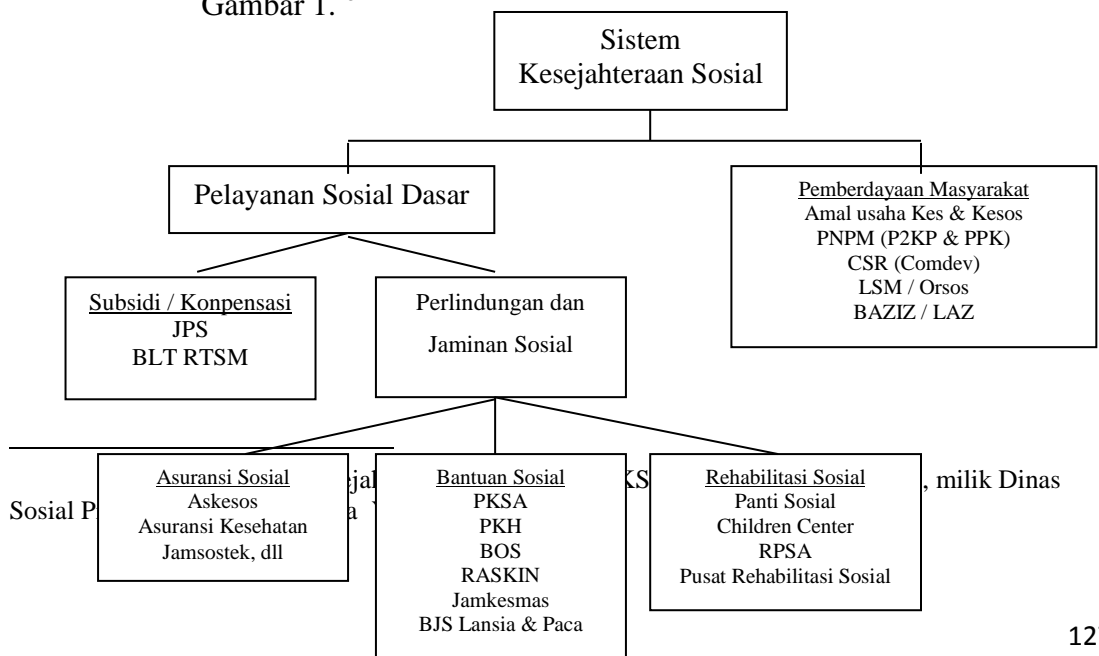 Gambar 1.
Sistem
Kesejahteraan Sosial
Pelayanan Sosial Dasar
Pemberdayaan Masyarakat
Amal usaha Kes & Kesos
PNPM (P2KP & PPK)
CSR (Comdev)
LSM / Orsos
BAZIZ / LAZ
Subsidi / Konpensasi
JPS
BLT RTSM
Perlindungan dan
Jaminan Sosial
Asuransi Sosial
Askesos
Asuransi Kesehatan
Jamsostek, dll
Bantuan Sosial
PKSA
PKH
BOS
RASKIN
Jamkesmas
BJS Lansia & Paca
Rehabilitasi Sosial
Panti Sosial
Children Center
RPSA
Pusat Rehabilitasi Sosial
, milik Dinas
Sosial